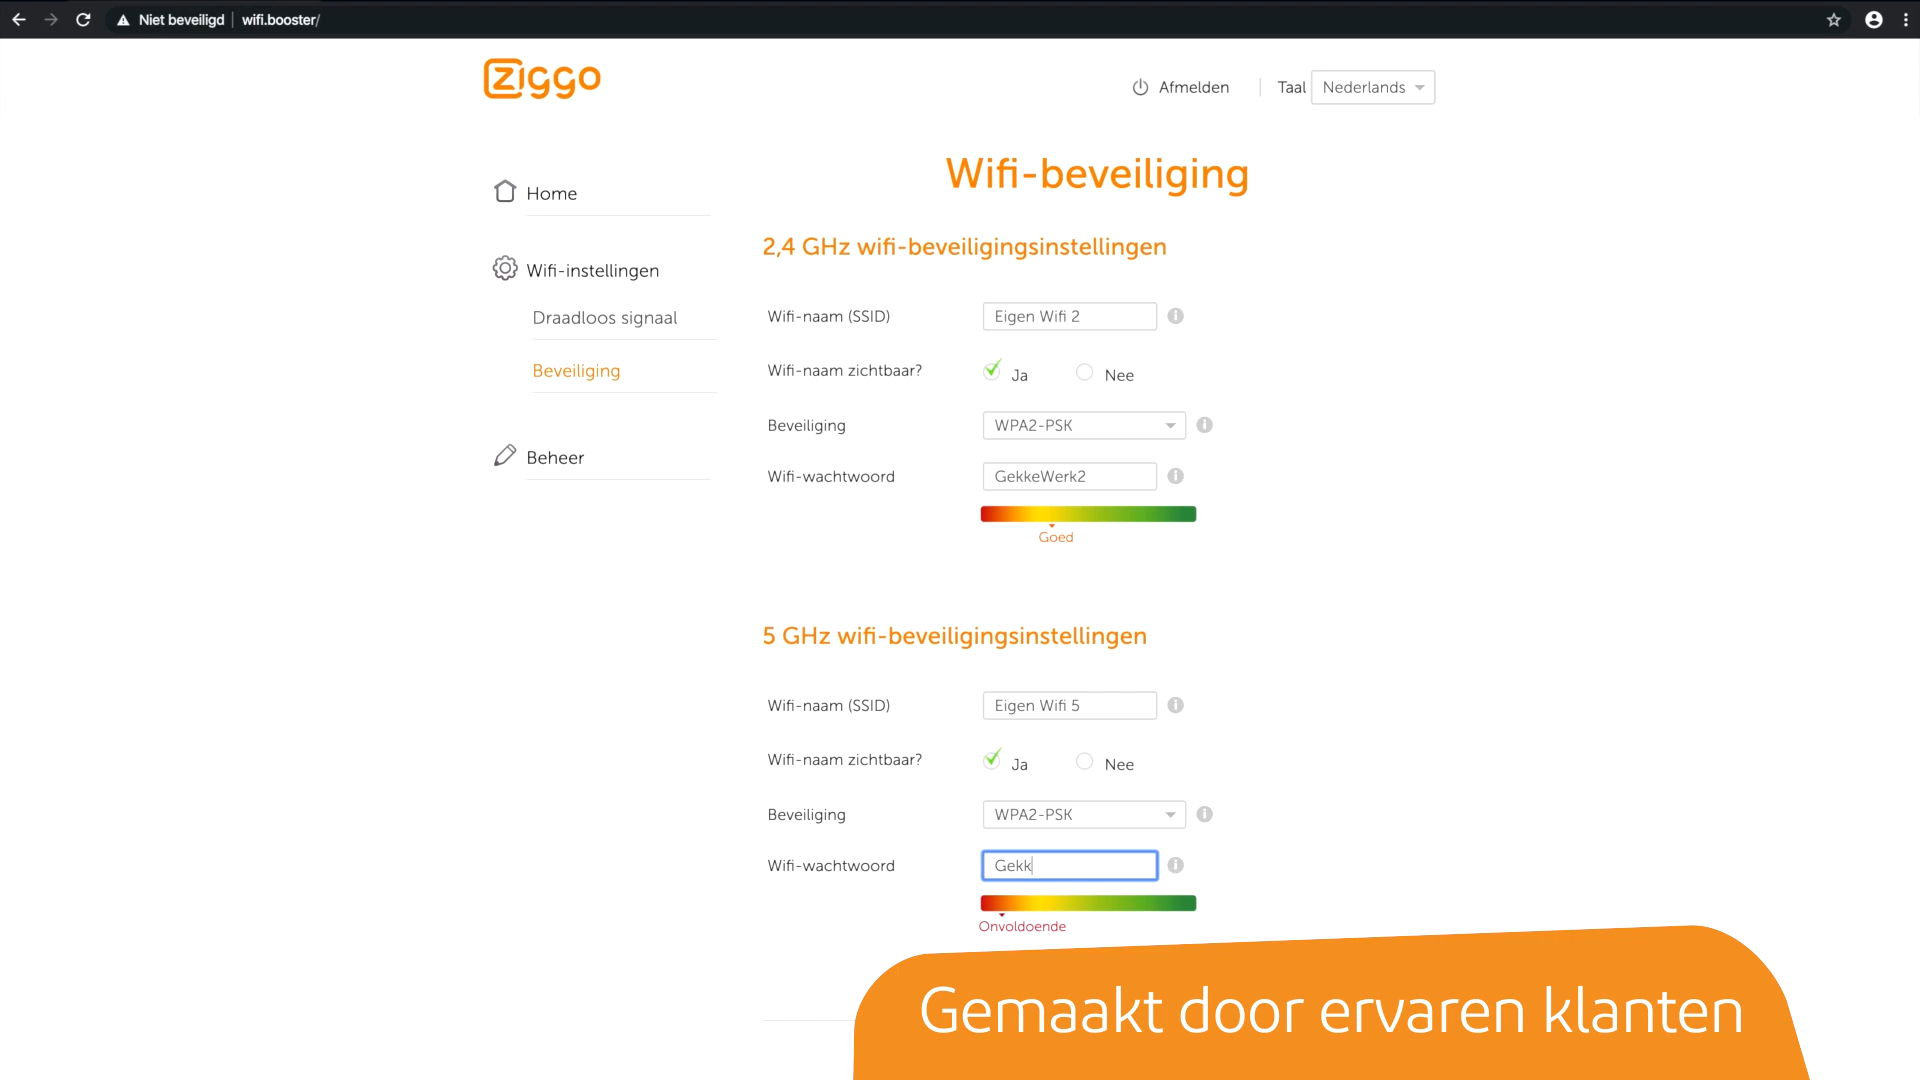 Niet beveiligd
wifi.booster/
Ziggo
Afmelden
Taal
Nederlands
Home
Wifi-instellingen
Draadloos signaal
Beveiliging
Beheer
Wifi-beveiliging
2,4 GHz wifi-beveiligingsinstellingen
Wifi-naam (SSID)
Eigen Wifi 2
Wifi-naam zichtbaar?
Ja
Nee
Beveiliging
WPA2-PSK
Wifi-wachtwoord
GekkeWerk2
Goed
5 GHz wifi-beveiligingsinstellingen
Wifi-naam (SSID)
Eigen Wifi 5
Wifi-naam zichtbaar?
Ja
Nee
Beveiliging
WPA2-PSK
Wifi-wachtwoord
Gekk
Onvoldoende
Gemaakt door ervaren klanten